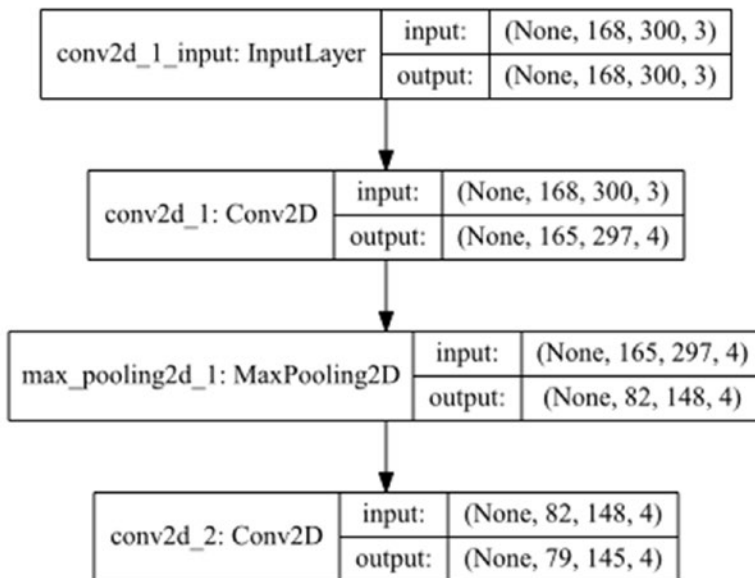 conv2d_1_input: InputLayer
input: (None, 168, 300, 3)
output: (None, 168, 300, 3)
conv2d_1: Conv2D
input: (None, 168, 300, 3)
output: (None, 165, 297, 4)
max_pooling2d_1: MaxPooling2D
input: (None, 165, 297, 4)
output: (None, 82, 148, 4)
conv2d_2: Conv2D
input: (None, 82, 148, 4)
output: (None, 79, 145, 4)